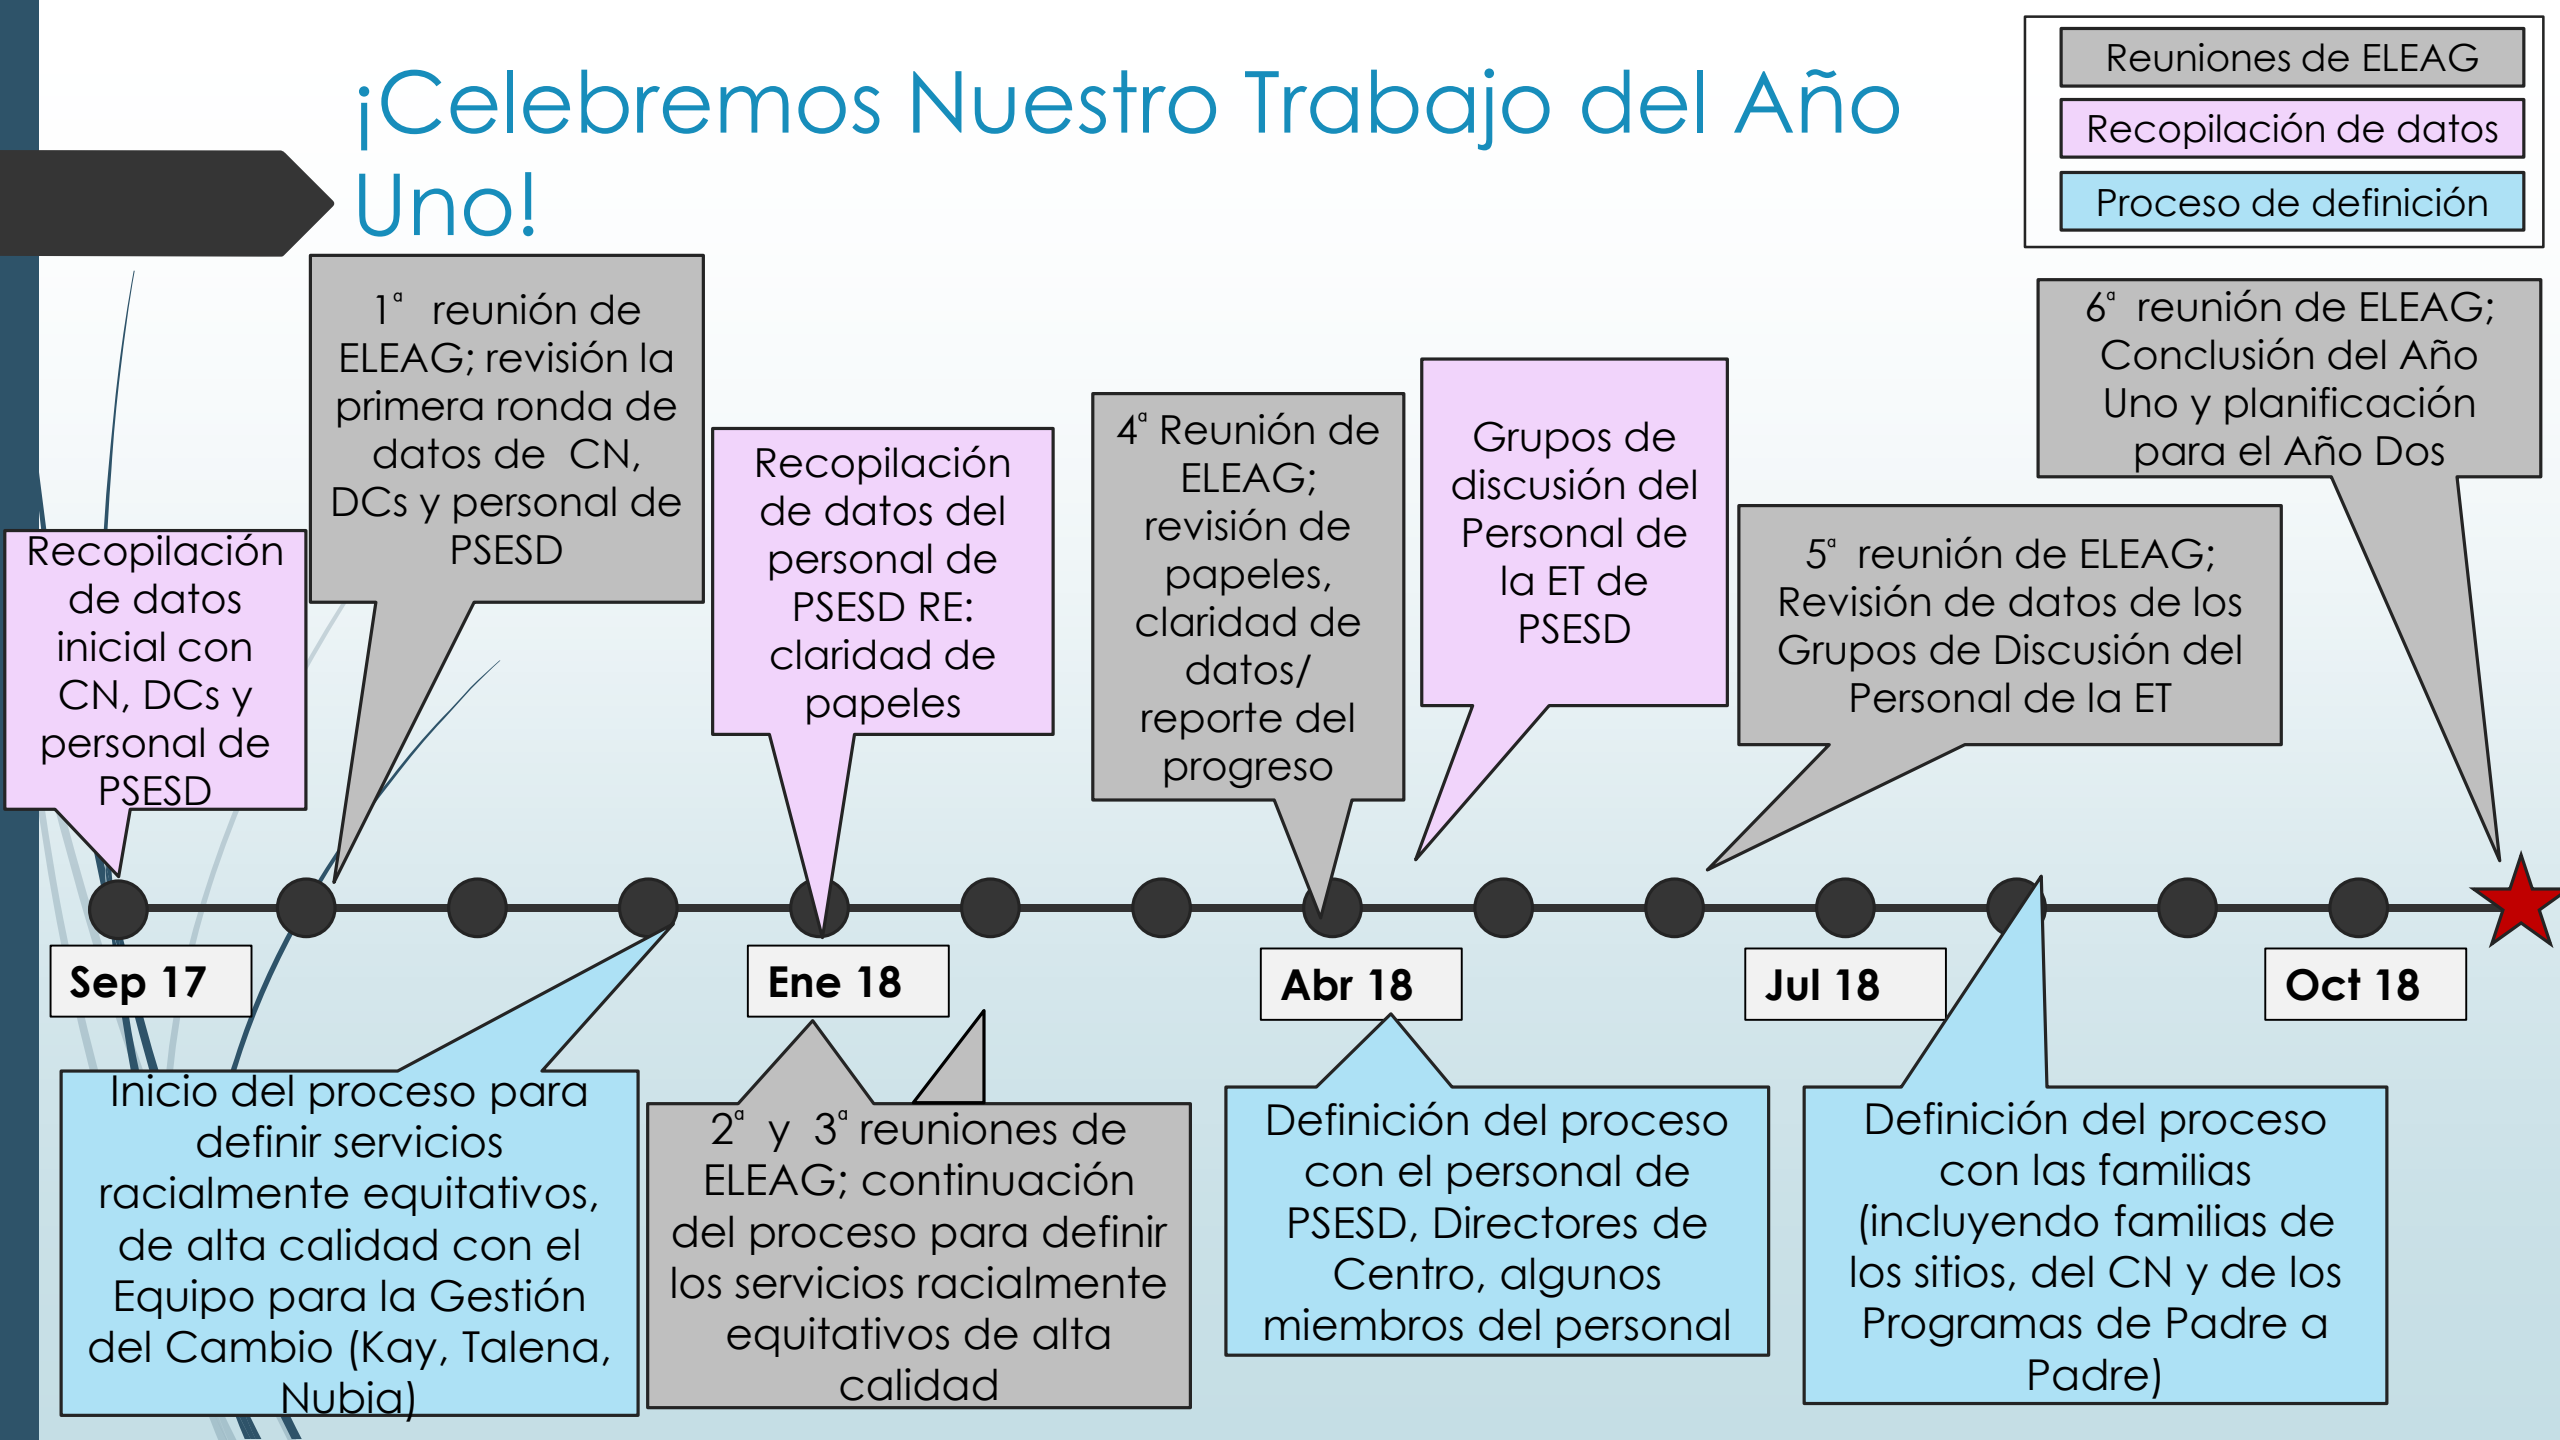 ¡Celebremos Nuestro Trabajo del Año
Uno!
Reuniones de ELEAG
Recopilación de datos
Proceso de definición
Recopilación
de datos
inicial con
CN, DCs y
personal de
PSESD
1ª reunión de
ELEAG; revisión la
primera ronda de
datos de CN,
DCs y personal de
PSESD
Recopilación
de datos del
personal de
PSESD RE:
claridad de
papeles
4ª Reunión de
ELEAG;
revisión de
papeles,
claridad de
datos/
reporte del
progreso
Grupos de
discusión del
Personal de
la ET de
PSESD
5ª reunión de ELEAG;
Revisión de datos de los
Grupos de Discusión del
Personal de la ET
6ª reunión de ELEAG;
Conclusión del Año
Uno y planificación
para el Año Dos
Sep 17
Ene 18
Abr 18
Jul 18
Oct 18
Inicio del proceso para
definir servicios
racialmente equitativos,
de alta calidad con el
Equipo para la Gestión
del Cambio (Kay, Talena,
Nubia)
2ª y 3ª reuniones de
ELEAG; continuación
del proceso para definir
los servicios racialmente
equitativos de alta
calidad
Definición del proceso
con el personal de
PSESD, Directores de
Centro, algunos
miembros del personal
Definición del proceso
con las familias
(incluyendo familias de
los sitios, del CN y de los
Programas de Padre a
Padre)